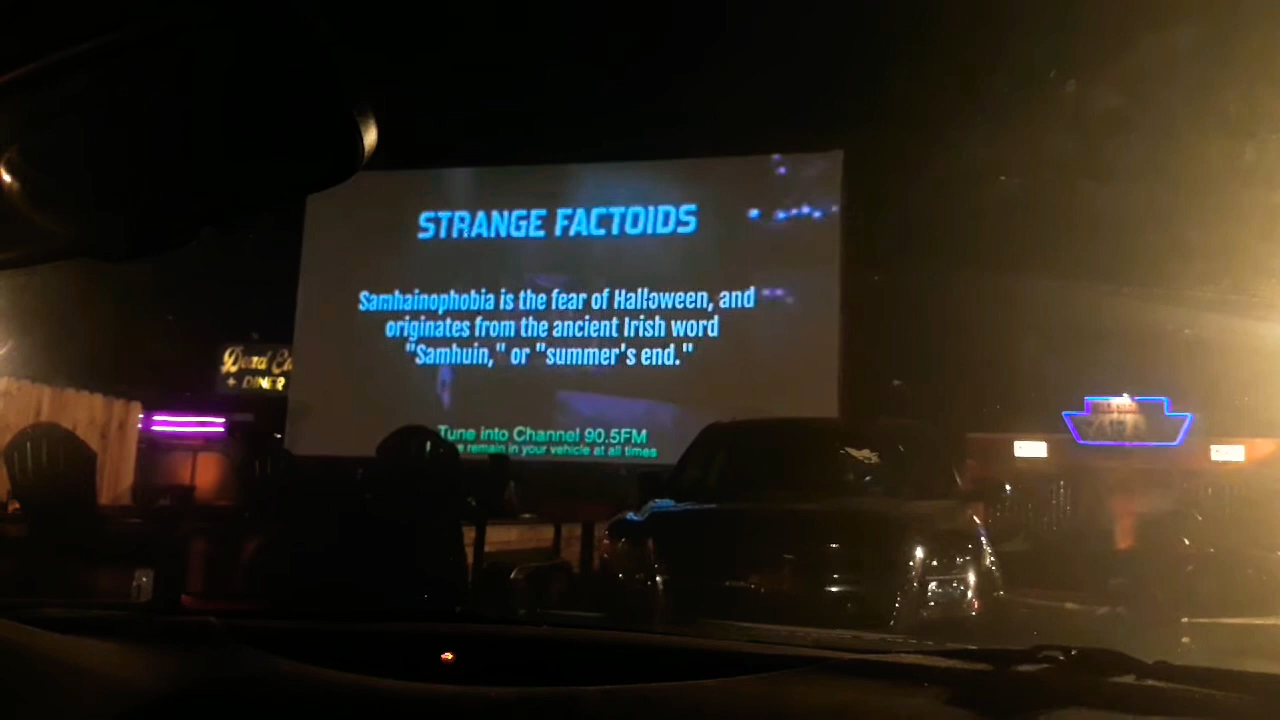 STRANGE FACTOIDS
Samhainophobia is the fear of Halloween, and
originates from the ancient Irish word
"Samhuin," or "summer's end."
Tune into Channel 90.5FM
remain in your vehicle at all times
Dead
+ DINER